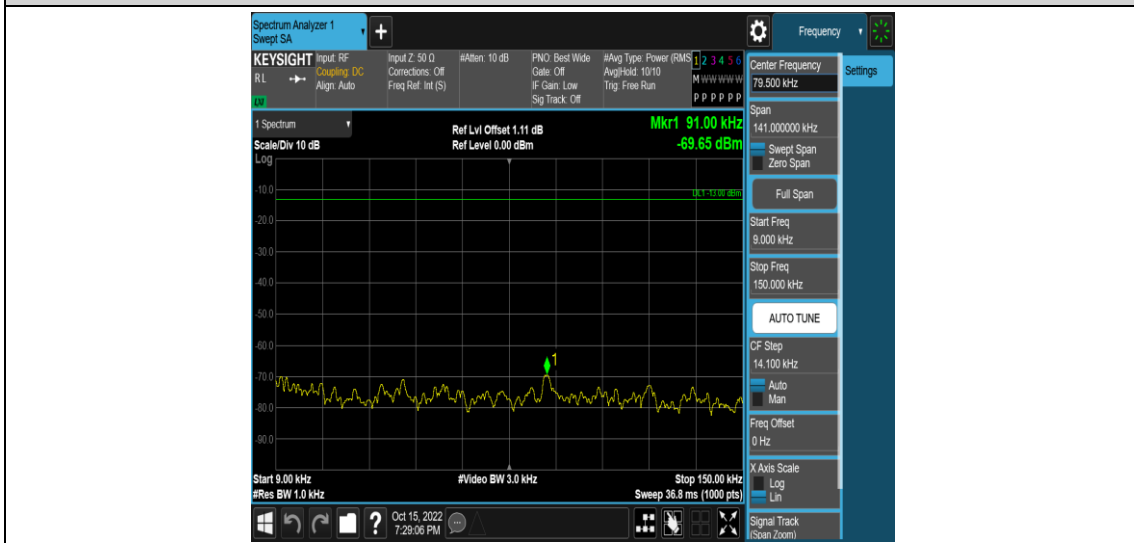 Spectrum Analyzer 1
Swept SA
+
Frequency
KEYSIGHT
RL
LXI
Input: RF
Coupling: DC
Align: Auto
Input Z: 50 Ω
Corrections: Off
Freq Ref: Int (S)
#Atten: 10 dB
PNO: Best Wide
Gate: Off
IF Gain: Low
Sig Track: Off
#Avg Type: Power (RMS
Avg|Hold: 10/10
Trig: Free Run
1 2 3 4 5 6
M W W W W W
P P P P P P
Center Frequency
79.500 kHz
Settings
1 Spectrum
Ref Lvl Offset 1.11 dB
Mkr1 91.00 kHz
Scale/Div 10 dB
Ref Level 0.00 dBm
-69.65 dBm
Log
DL1 -13.00 dBm
-10.0
-20.0
-30.0
-40.0
-50.0
-60.0
-70.0
-80.0
-90.0
1
Start 9.00 kHz
#Video BW 3.0 kHz
Stop 150.00 kHz
#Res BW 1.0 kHz
Sweep 36.8 ms (1000 pts)
Span
141.000000 kHz
Swept Span
Zero Span
Full Span
Start Freq
9.000 kHz
Stop Freq
150.000 kHz
AUTO TUNE
CF Step
14.100 kHz
Auto
Man
Freq Offset
0 Hz
X Axis Scale
Log
Lin
Signal Track
(Span Zoom)
?
Oct 15, 2022
7:29:06 PM